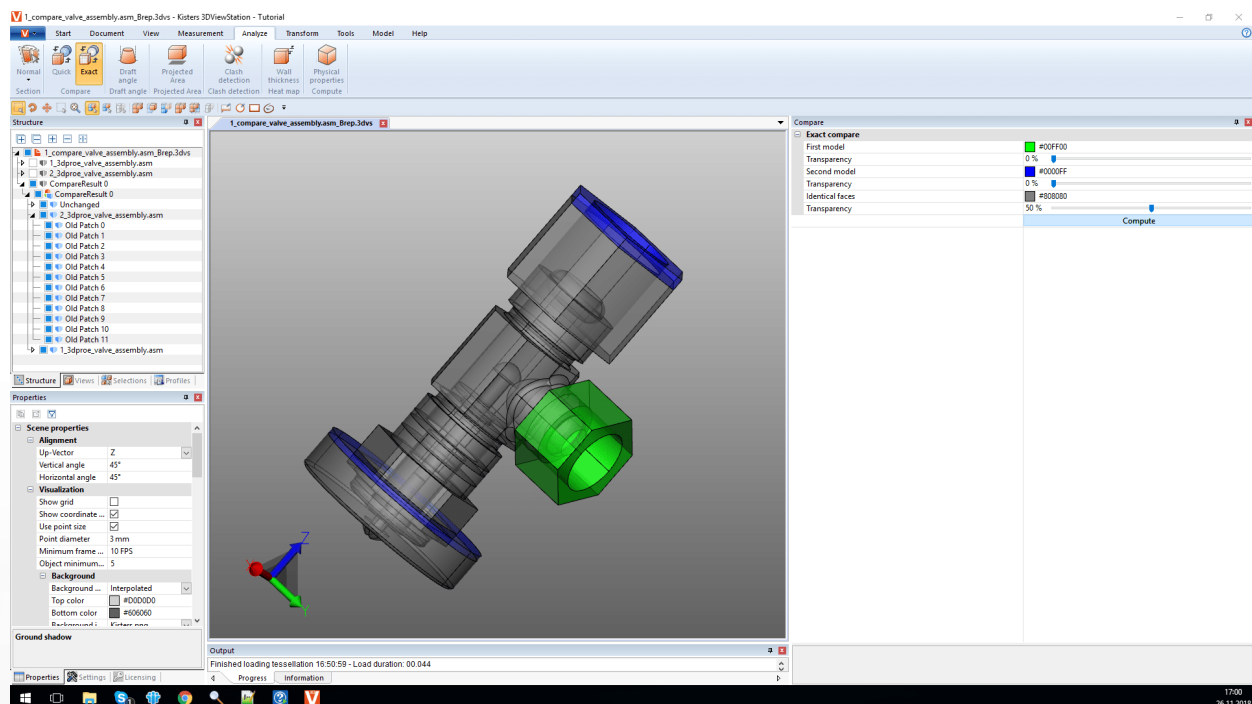 1_compare_valve_assembly.asm_Brep.3dvs - Kisters 3DViewStation - Tutorial
Start Document View Measurement Analyze Transform Tools Model Help
Normal Quick Exact Draft angle Projected Area Clash detection Wall thickness Physical properties
Section Compare Draft angle Projected Area Clash detection Heat map Compute
Structure
1_compare_valve_assembly.asm_Brep.3dvs
1_3dproe_valve_assembly.asm
2_3dproe_valve_assembly.asm
CompareResult 0
CompareResult 0
Unchanged
2_3dproe_valve_assembly.asm
Old Patch 0
Old Patch 1
Old Patch 2
Old Patch 3
Old Patch 4
Old Patch 5
Old Patch 6
Old Patch 7
Old Patch 8
Old Patch 9
Old Patch 10
Old Patch 11
1_3dproe_valve_assembly.asm
Structure Views Selections Profiles
Properties
Scene properties
Alignment
Up-Vector Z
Vertical angle 45°
Horizontal angle 45°
Visualization
Show grid
Show coordinate ...
Use point size
Point diameter 3 mm
Minimum frame ... 10 FPS
Object minimum... 5
Background
Background ... Interpolated
Top color #D0D0D0
Bottom color #606060
Background i... Kisters.png
Ground shadow
Properties Settings Licensing
1_compare_valve_assembly.asm_Brep.3dvs
Z
Y
Output
Finished loading tessellation 16:50:59 - Load duration: 00.044
Progress Information
Compare
Exact compare
First model #00FF00
Transparency 0 %
Second model #0000FF
Transparency 0 %
Identical faces #808080
Transparency 50 %
Compute
17:00
26.11.2018